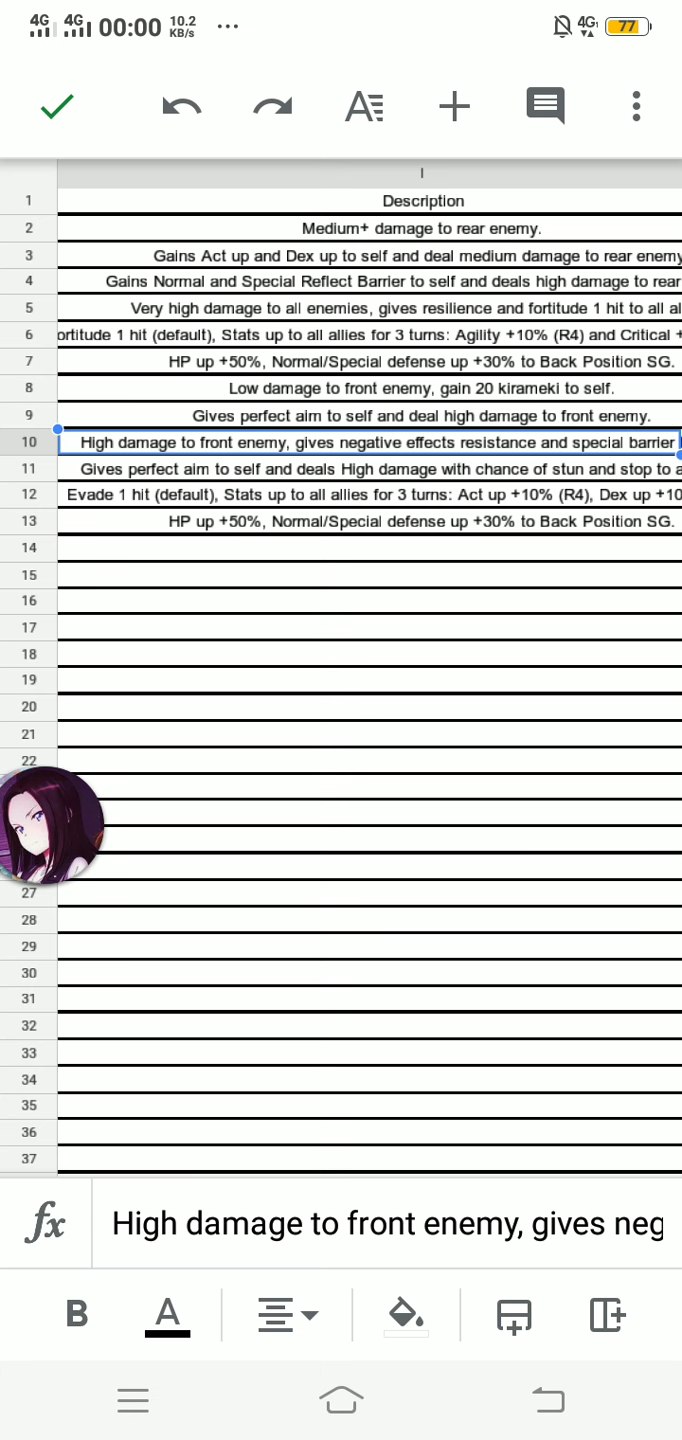 4G 4G 00:00 10.2 KB/s ... 4G 77
I
1 Description
2 Medium+ damage to rear enemy.
3 Gains Act up and Dex up to self and deal medium damage to rear enemy
4 Gains Normal and Special Reflect Barrier to self and deals high damage to rear
5 Very high damage to all enemies, gives resilience and fortitude 1 hit to all al
6 ortitude 1 hit (default), Stats up to all allies for 3 turns: Agility +10% (R4) and Critical +
7 HP up +50%, Normal/Special defense up +30% to Back Position SG.
8 Low damage to front enemy, gain 20 kirameki to self.
9 Gives perfect aim to self and deal high damage to front enemy.
10 High damage to front enemy, gives negative effects resistance and special barrier
11 Gives perfect aim to self and deals High damage with chance of stun and stop to a
12 Evade 1 hit (default), Stats up to all allies for 3 turns: Act up +10% (R4), Dex up +10
13 HP up +50%, Normal/Special defense up +30% to Back Position SG.
14
15
16
17
18
19
20
21
22
27
28
29
30
31
32
33
34
35
36
37
fx High damage to front enemy, gives neg
B A